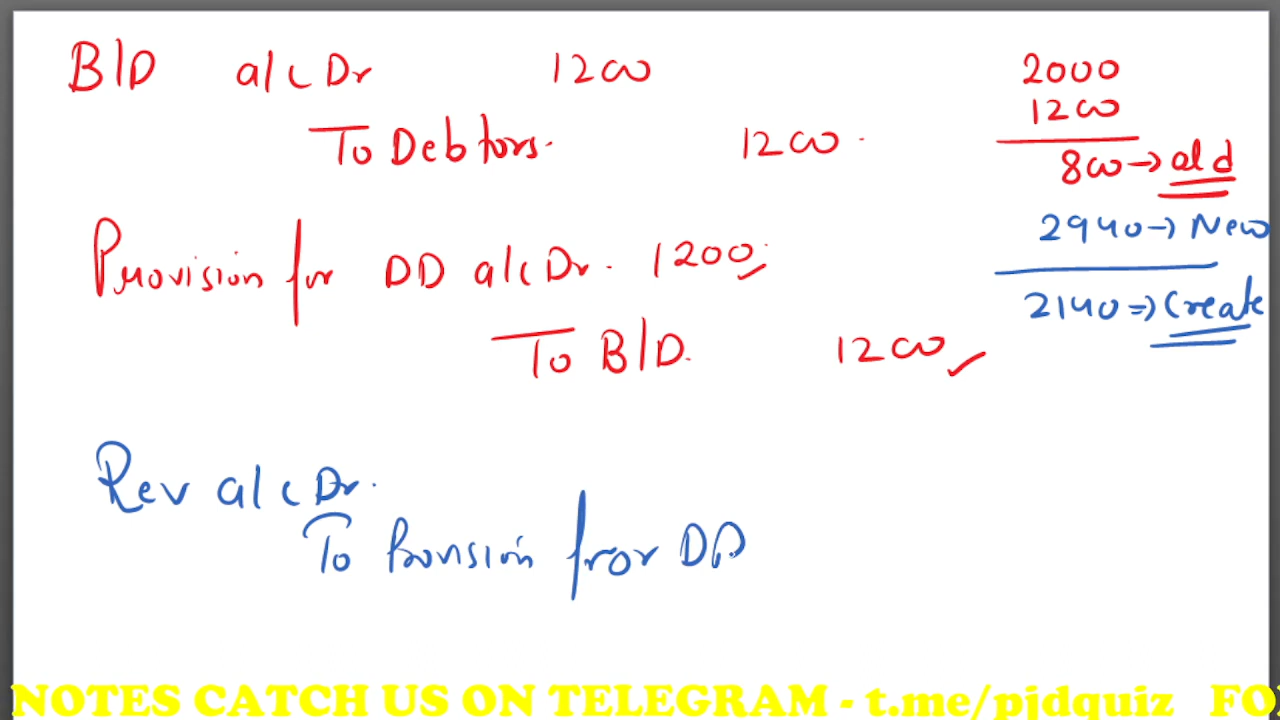 B/D a/c Dr 1200
To Debtors. 1200
Provision for DD a/c Dr. 1200
To B/D. 1200
Rev a/c Dr.
To Provision for DD
2000
1200
800 → old
2940 → New
2140 ⇒ Create
NOTES CATCH US ON TELEGRAM - t.me/pjdquiz FO